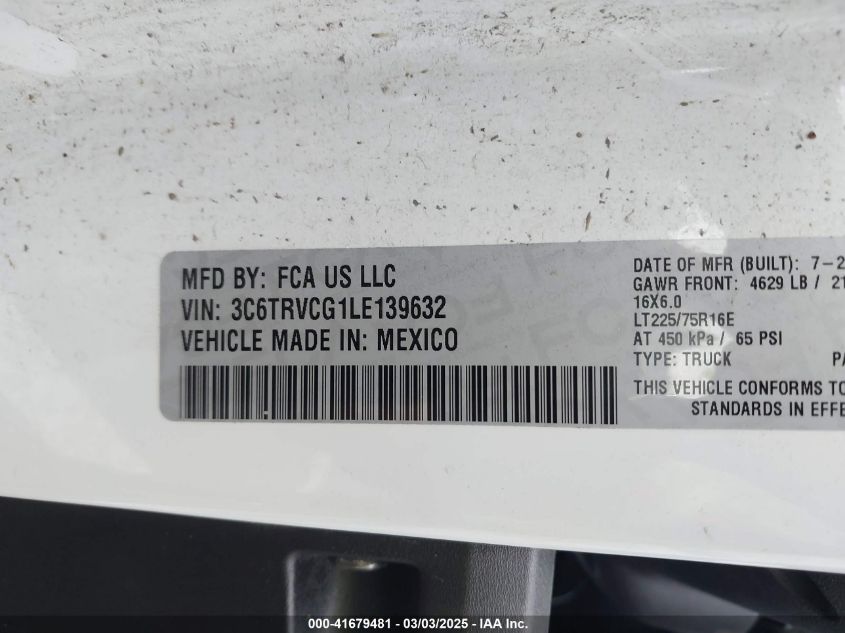 MFD BY: FCA US LLC
VIN: 3C6TRVCG1LE139632
VEHICLE MADE IN: MEXICO
DATE OF MFR (BUILT): 7-2
GAWR FRONT: 4629 LB / 21
16X6.0
LT225/75R16E
AT 450 kPa / 65 PSI
TYPE: TRUCK PA
THIS VEHICLE CONFORMS TO
STANDARDS IN EFFE
000-41679481 - 03/03/2025 - IAA Inc.